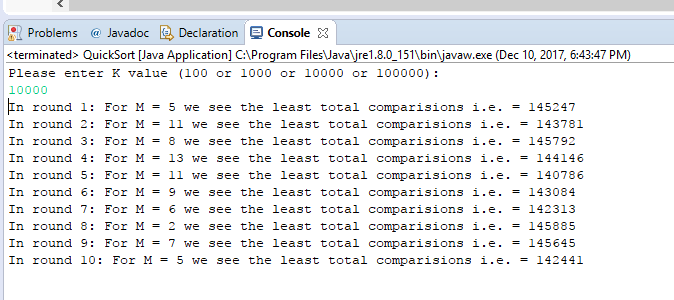 Problems @ Javadoc Declaration Console
<terminated> QuickSort [Java Application] C:\Program Files\Java\jre1.8.0_151\bin\javaw.exe (Dec 10, 2017, 6:43:47 PM)
Please enter K value (100 or 1000 or 10000 or 100000):
10000
In round 1: For M = 5 we see the least total comparisions i.e. = 145247
In round 2: For M = 11 we see the least total comparisions i.e. = 143781
In round 3: For M = 8 we see the least total comparisions i.e. = 145792
In round 4: For M = 13 we see the least total comparisions i.e. = 144146
In round 5: For M = 11 we see the least total comparisions i.e. = 140786
In round 6: For M = 9 we see the least total comparisions i.e. = 143084
In round 7: For M = 6 we see the least total comparisions i.e. = 142313
In round 8: For M = 2 we see the least total comparisions i.e. = 145885
In round 9: For M = 7 we see the least total comparisions i.e. = 145645
In round 10: For M = 5 we see the least total comparisions i.e. = 142441